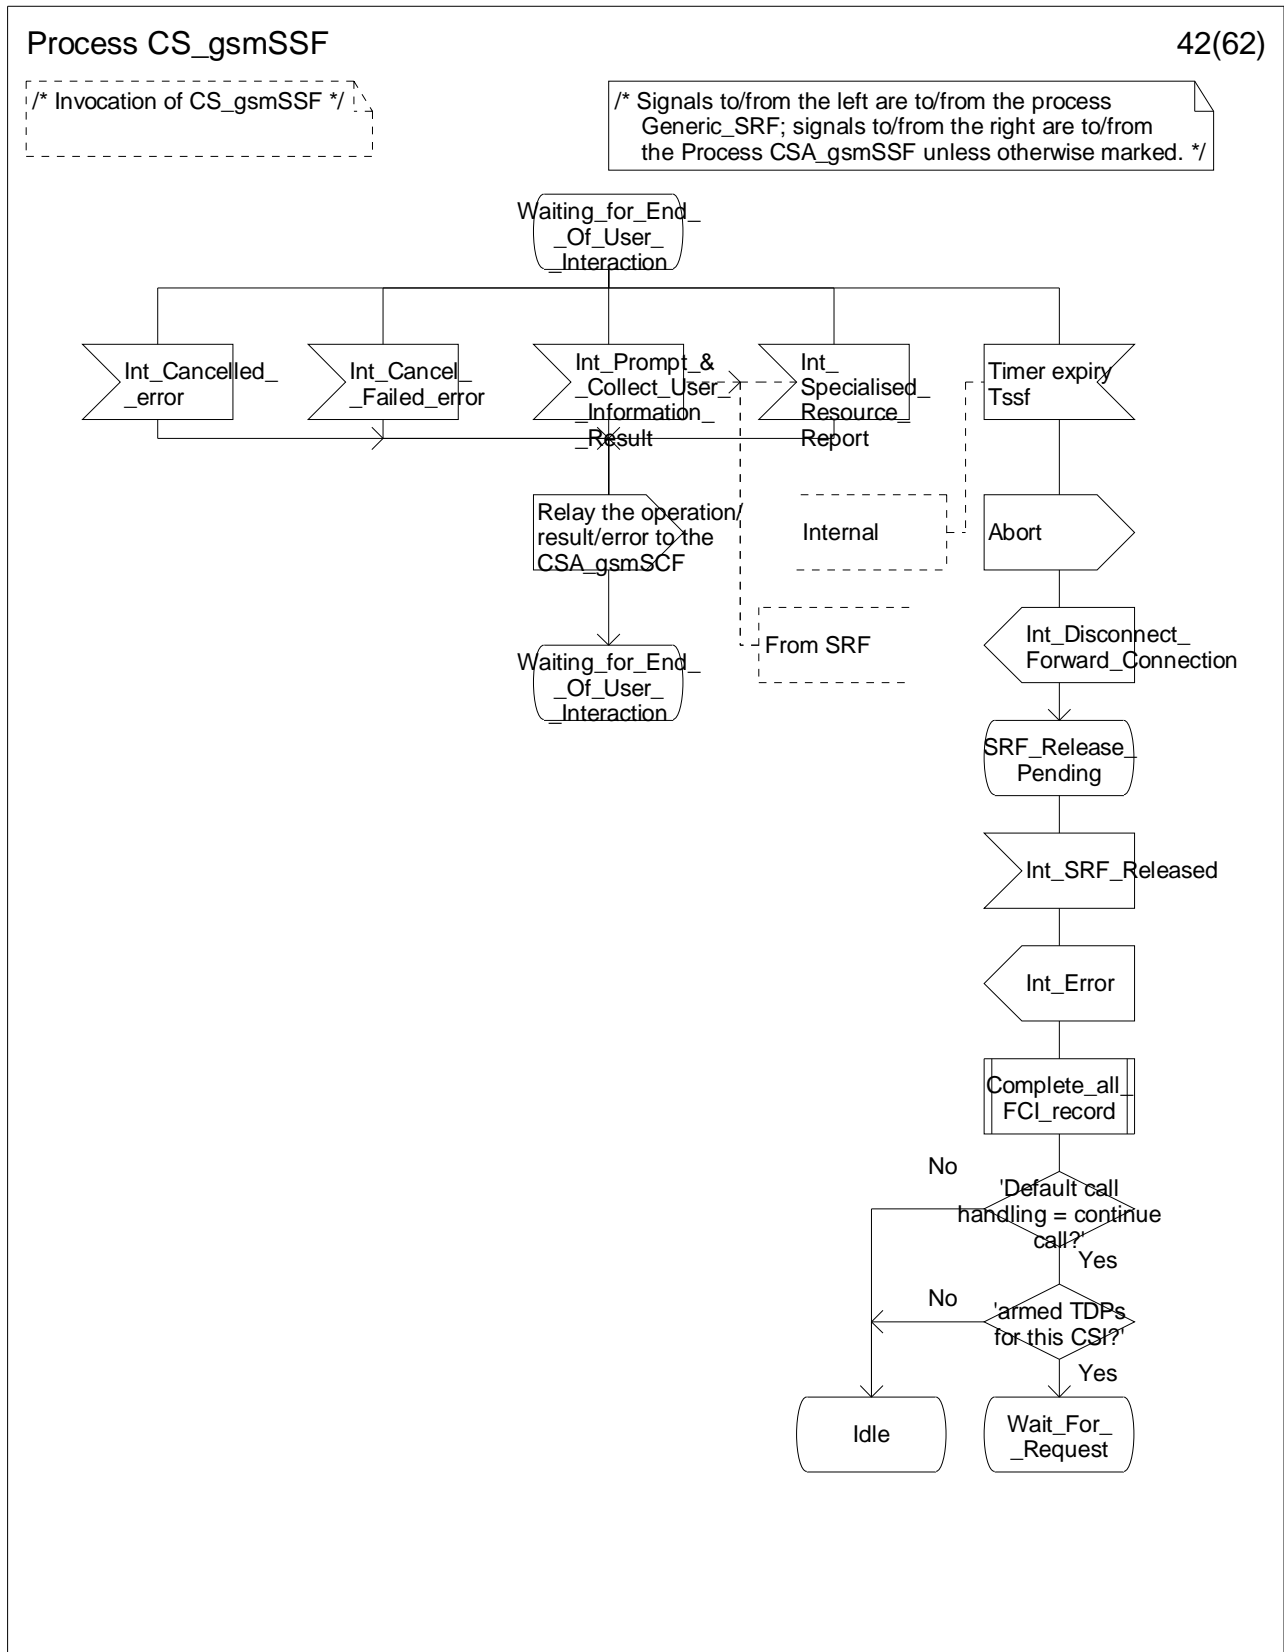 Process CS_gsmSSF
42(62)
/* Invocation of CS_gsmSSF */
/* Signals to/from the left are to/from the process
Generic_SRF; signals to/from the right are to/from
the Process CSA_gsmSSF unless otherwise marked. */
Waiting_for_End_
_Of_User_
_Interaction
Int_Cancelled_
_error
Int_Cancel_
_Failed_error
Int_Prompt_&
_Collect_User_
_Information_
_Result
Int_
Specialised_
Resource_
Report
Timer expiry
Tssf
Relay the operation/
result/error to the
CSA_gsmSCF
Internal
Abort
From SRF
Int_Disconnect_
Forward_Connection
Waiting_for_End_
_Of_User_
_Interaction
SRF_Release_
Pending
Int_SRF_Released
Int_Error
Complete_all_
FCI_record
No
'Default call
handling = continue
call?'
Yes
No
'armed TDPs
for this CSI?'
Yes
Idle
Wait_For_
_Request